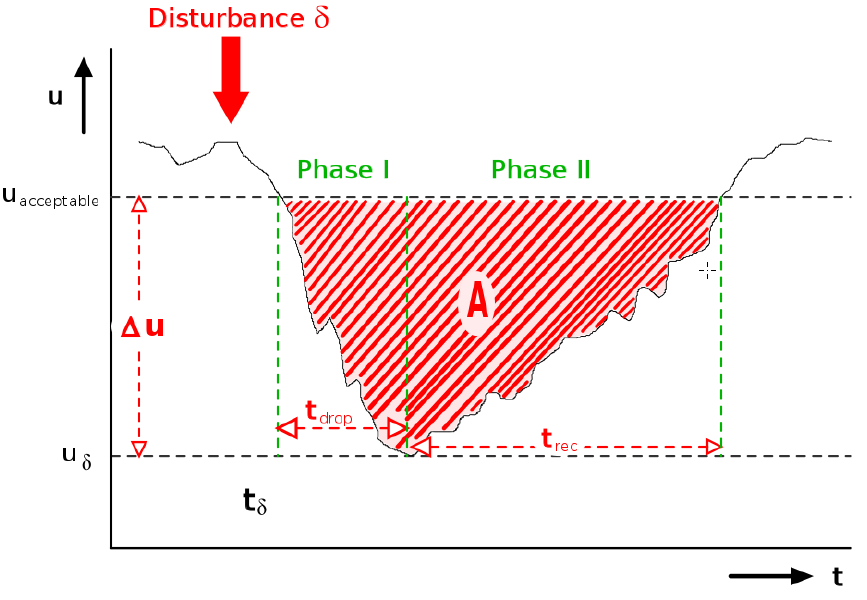 Disturbance δ
u
Phase I
Phase II
u acceptable
A
Δ u
t drop
t rec
u δ
t δ
t